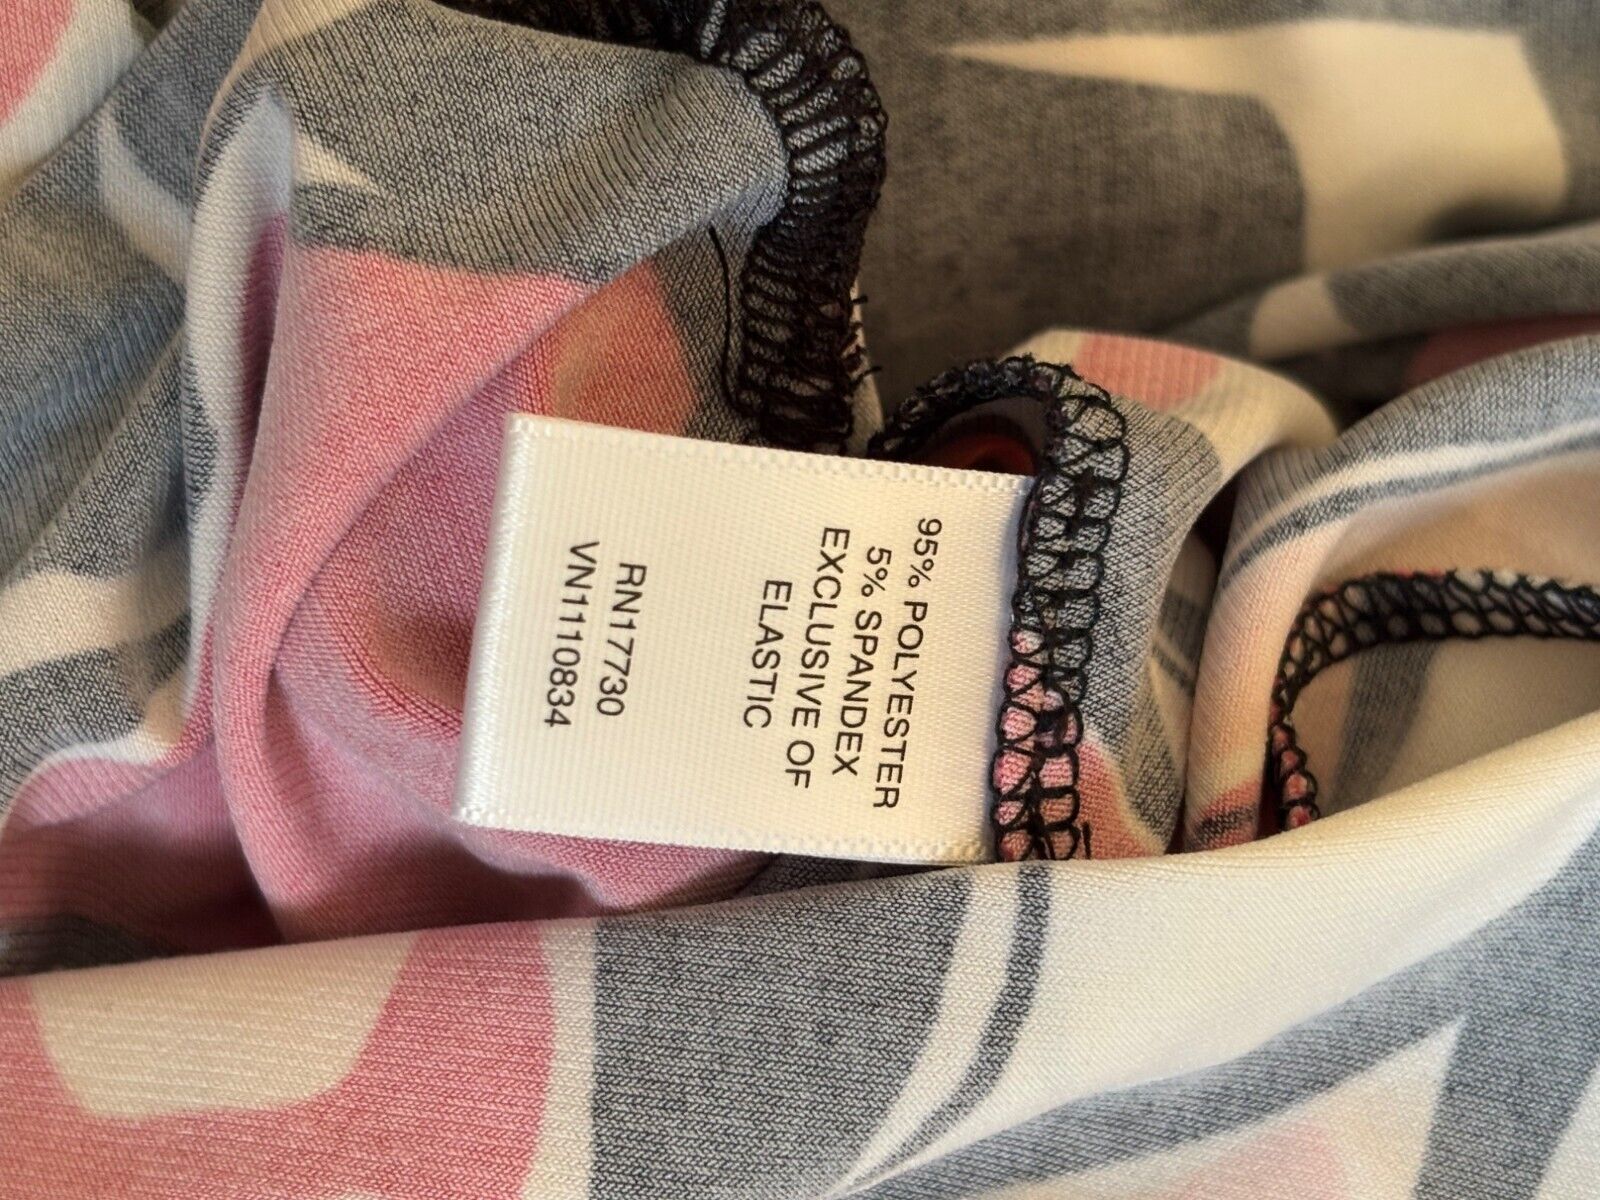 95% POLYESTER
5% SPANDEX
EXCLUSIVE OF
ELASTIC
RN17730
VN1110834